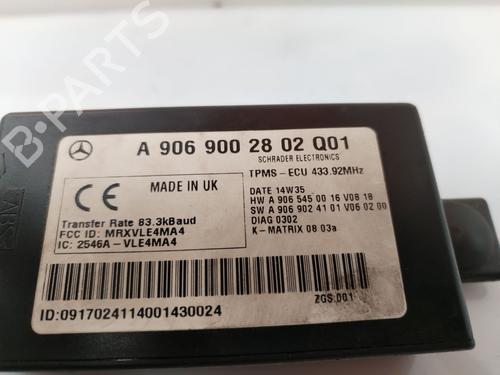 A 906 900 28 02 Q01
SCHRADER ELECTRONICS
TPMS - ECU 433.92MHz
CE
MADE IN UK
DATE 14W35
HW A 906 545 00 16 V08 18
SW A 906 902 41 01 V06 02 00
DIAG 0302
K-MATRIX 08 03a
Transfer Rate 83.3kBaud
FCC ID: MRXVLE4MA4
IC: 2546A-VLE4MA4
ZGS:001
ID:0917024114001430024
B-PARTS